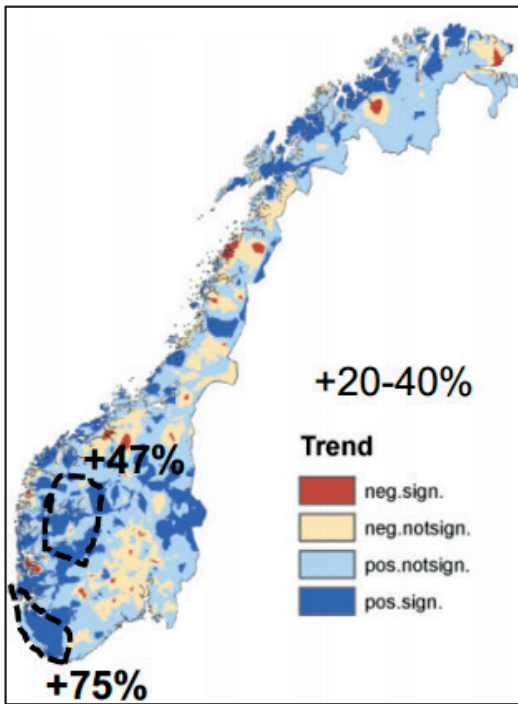 +20-40%
+47%
Trend
neg.sign.
neg.notsign.
pos.notsign.
pos.sign.
+75%